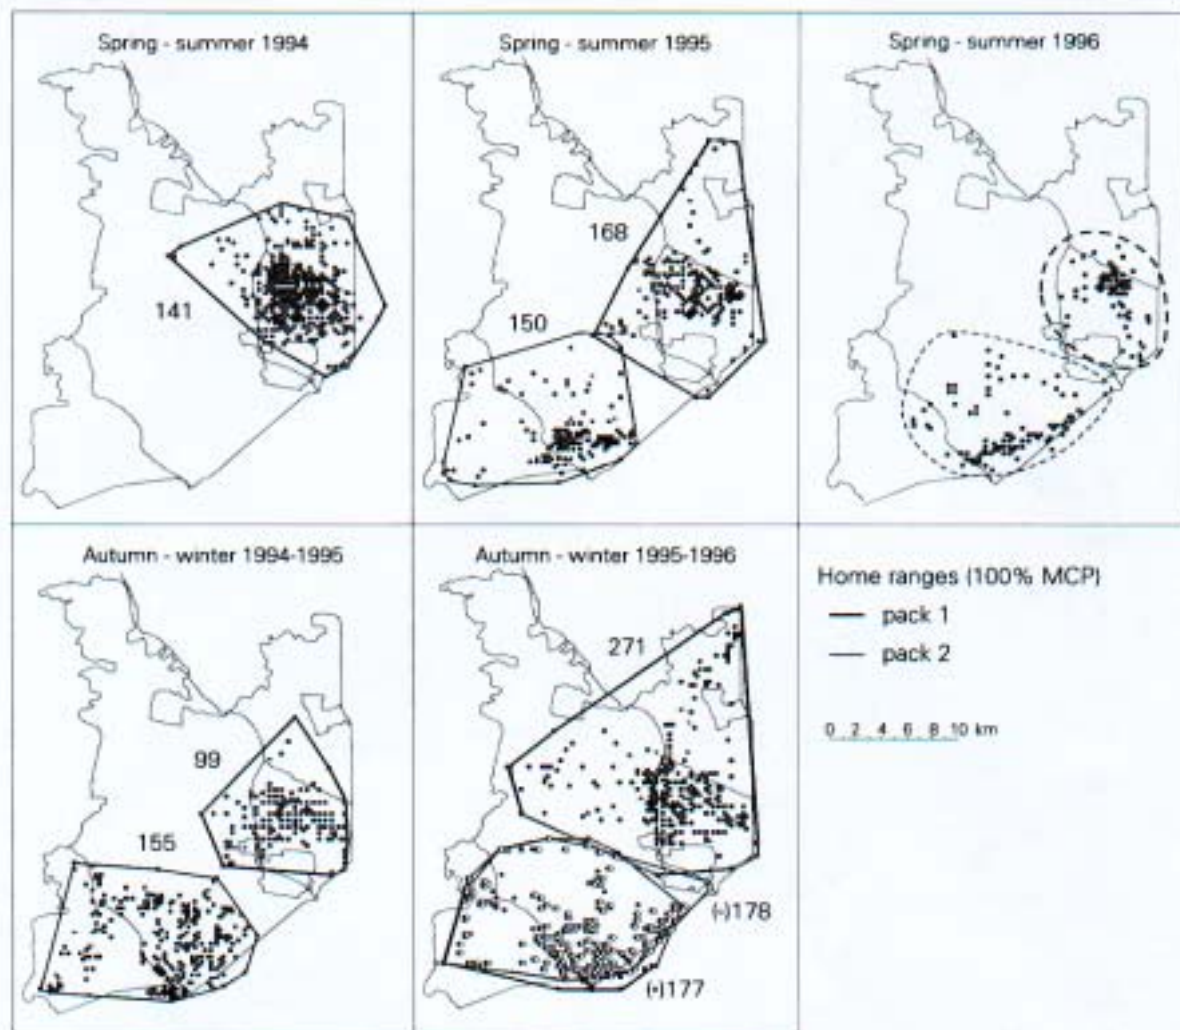 Spring - summer 1994
141
Spring - summer 1995
168
150
Spring - summer 1996
Autumn - winter 1994-1995
99
155
Autumn - winter 1995-1996
271
(◦)178
(•)177
Home ranges (100% MCP)
pack 1
pack 2
0 2 4 6 8 10 km